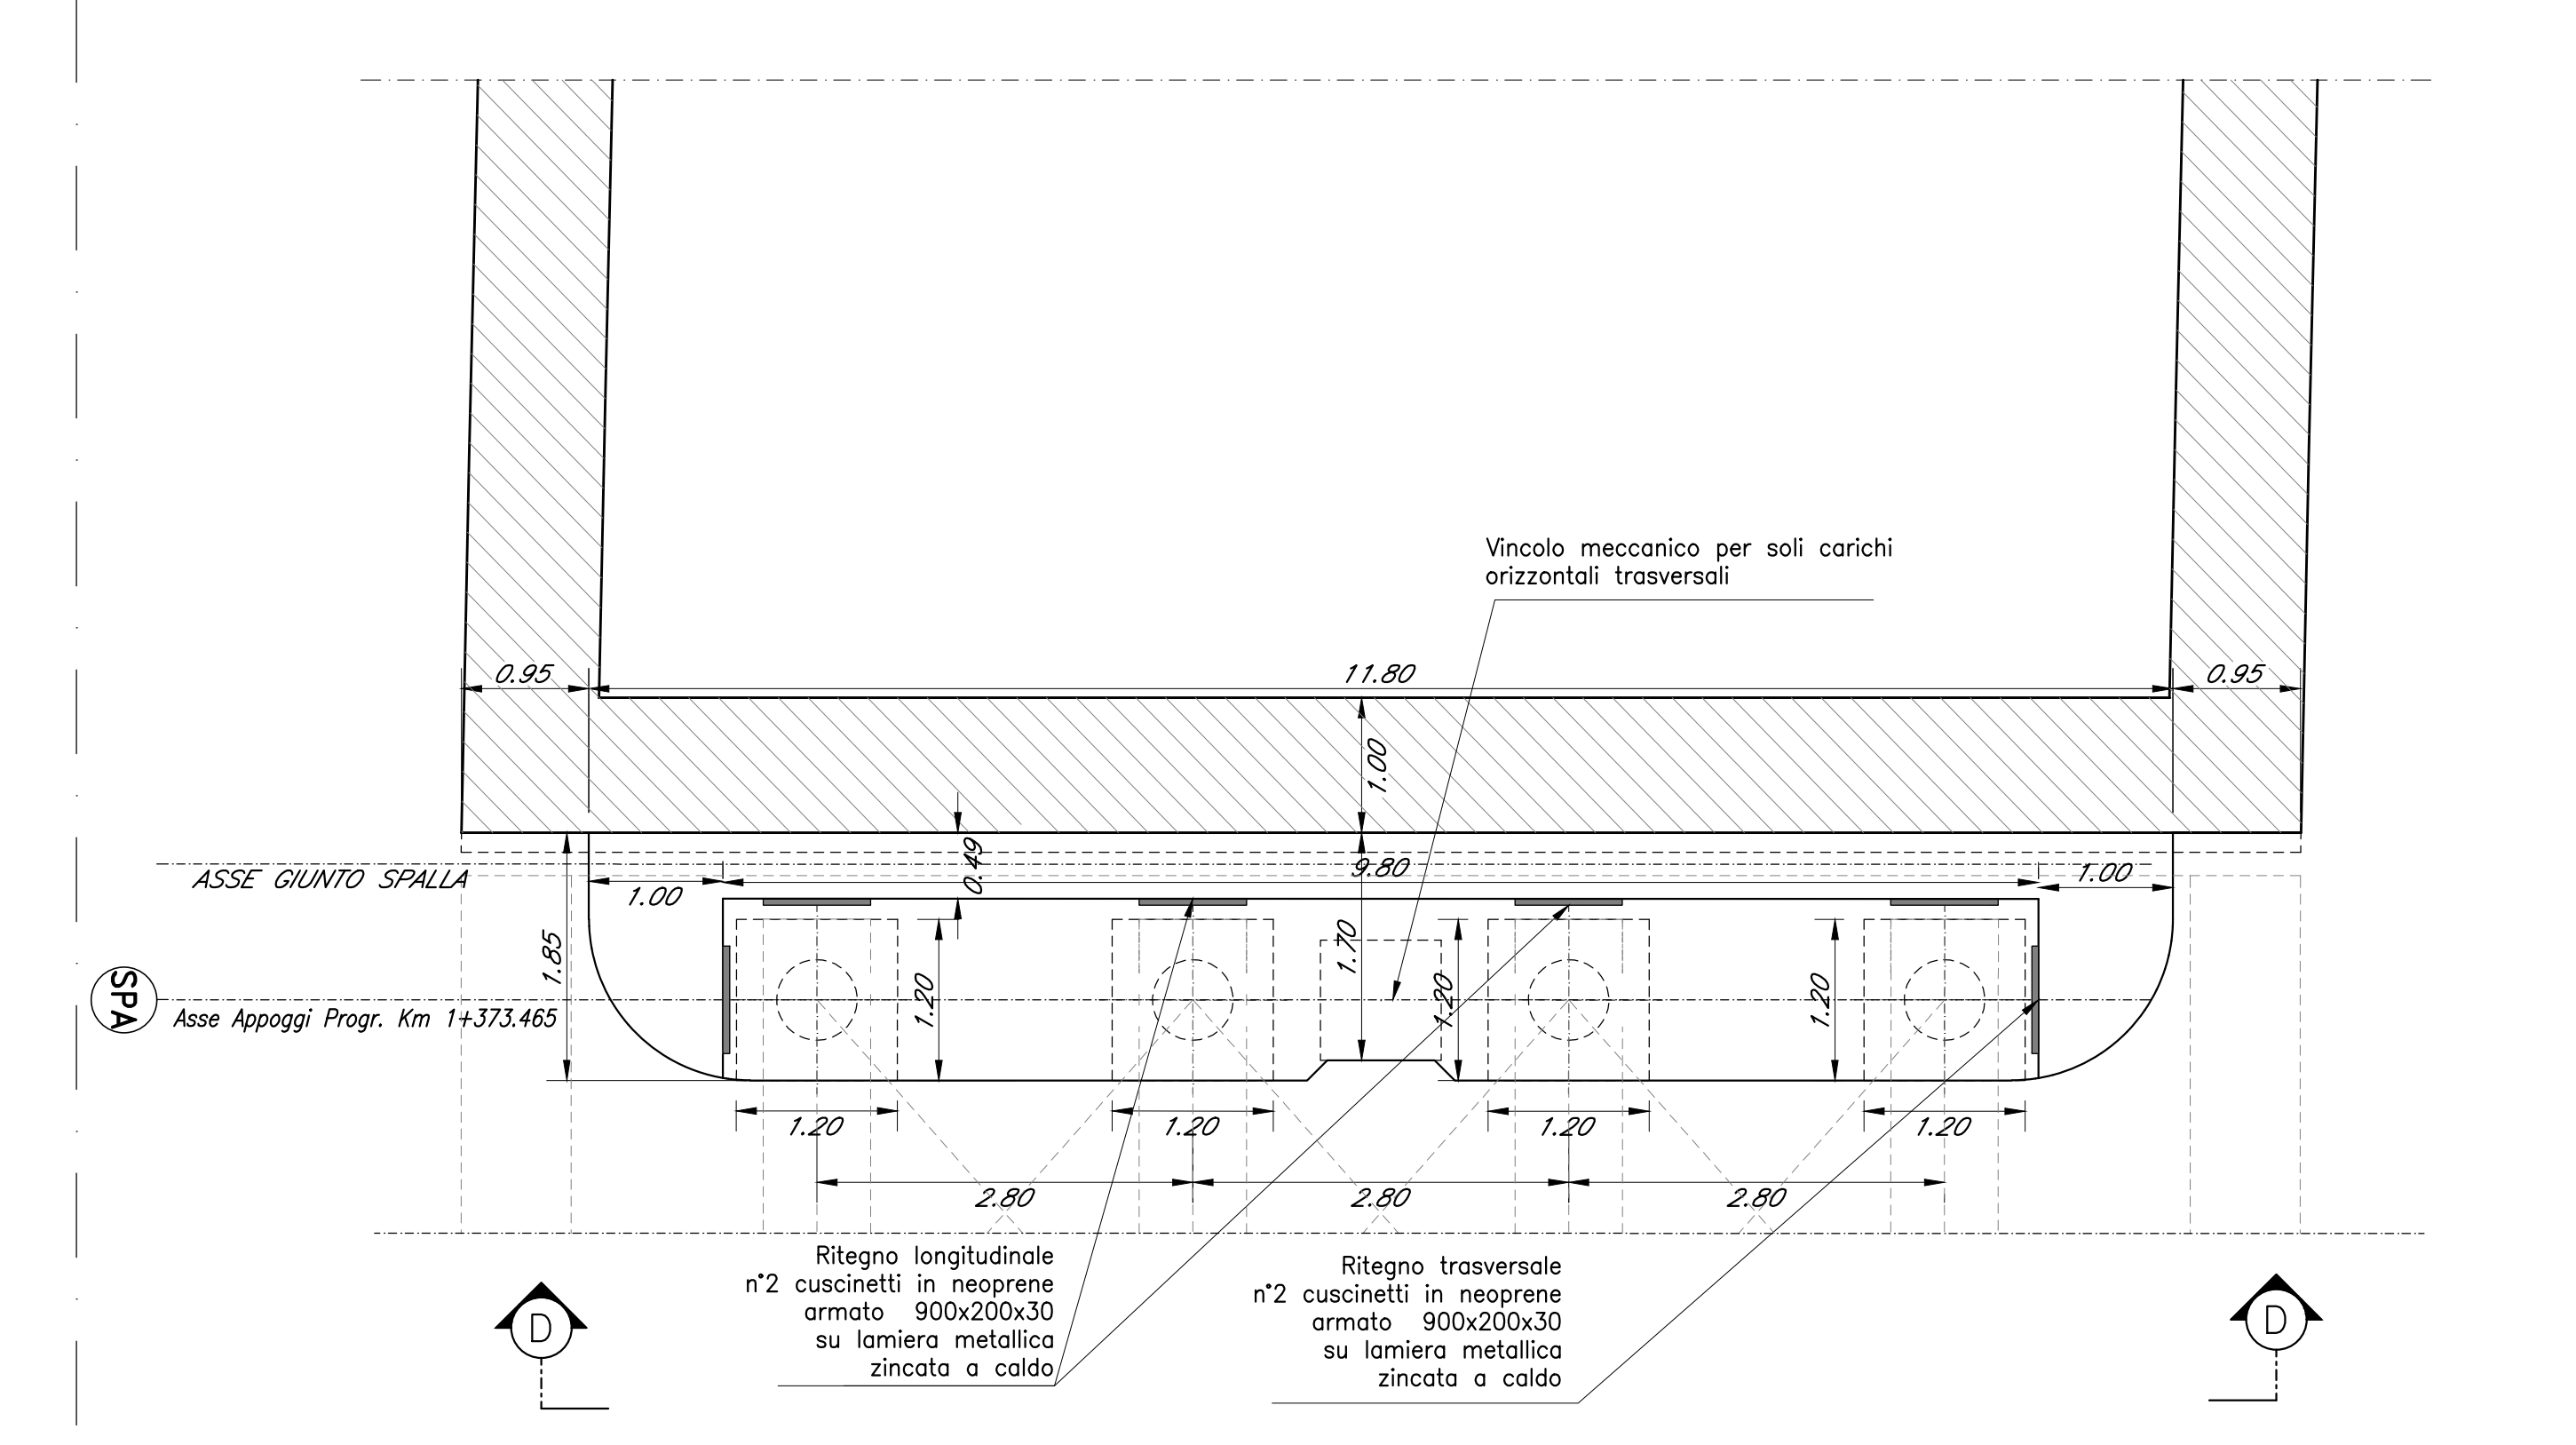 Vincolo meccanico per soli carichi
orizzontali trasversali
0.95
11.80
0.95
1.00
0.49
9.80
ASSE GIUNTO SPALLA
1.00
1.00
1.85
1.70
1.20
1.20
1.20
SPA
Asse Appoggi Progr. Km 1+373.465
1.20
1.20
1.20
1.20
2.80
2.80
2.80
Ritegno longitudinale
n°2 cuscinetti in neoprene
armato 900x200x30
su lamiera metallica
zincata a caldo
Ritegno trasversale
n°2 cuscinetti in neoprene
armato 900x200x30
su lamiera metallica
zincata a caldo
D
D